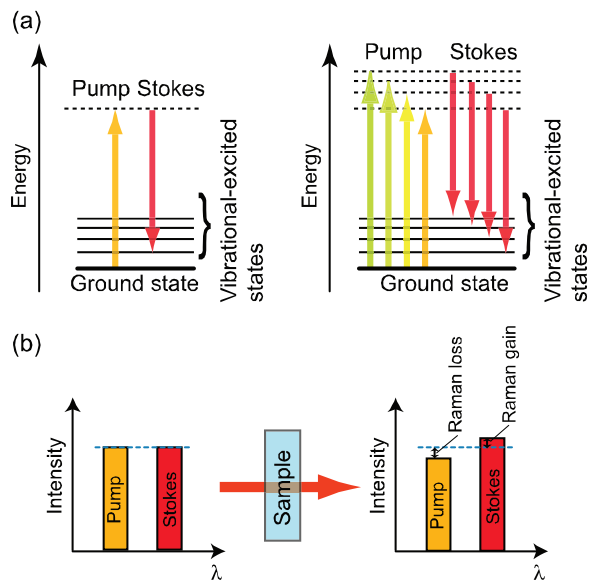 (a)
Energy
Pump Stokes
Ground state
Vibrational-excited
states
Energy
Pump
Stokes
Ground state
Vibrational-excited
states
(b)
Intensity
Pump
Stokes
λ
Sample
Intensity
Pump
Stokes
Raman loss
Raman gain
λ